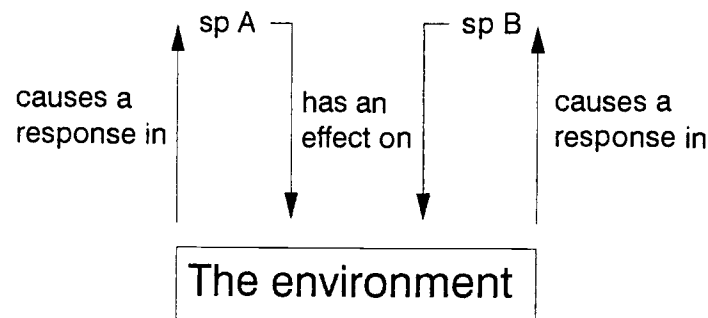 sp A
sp B
causes a
response in
has an
effect on
causes a
response in
The environment